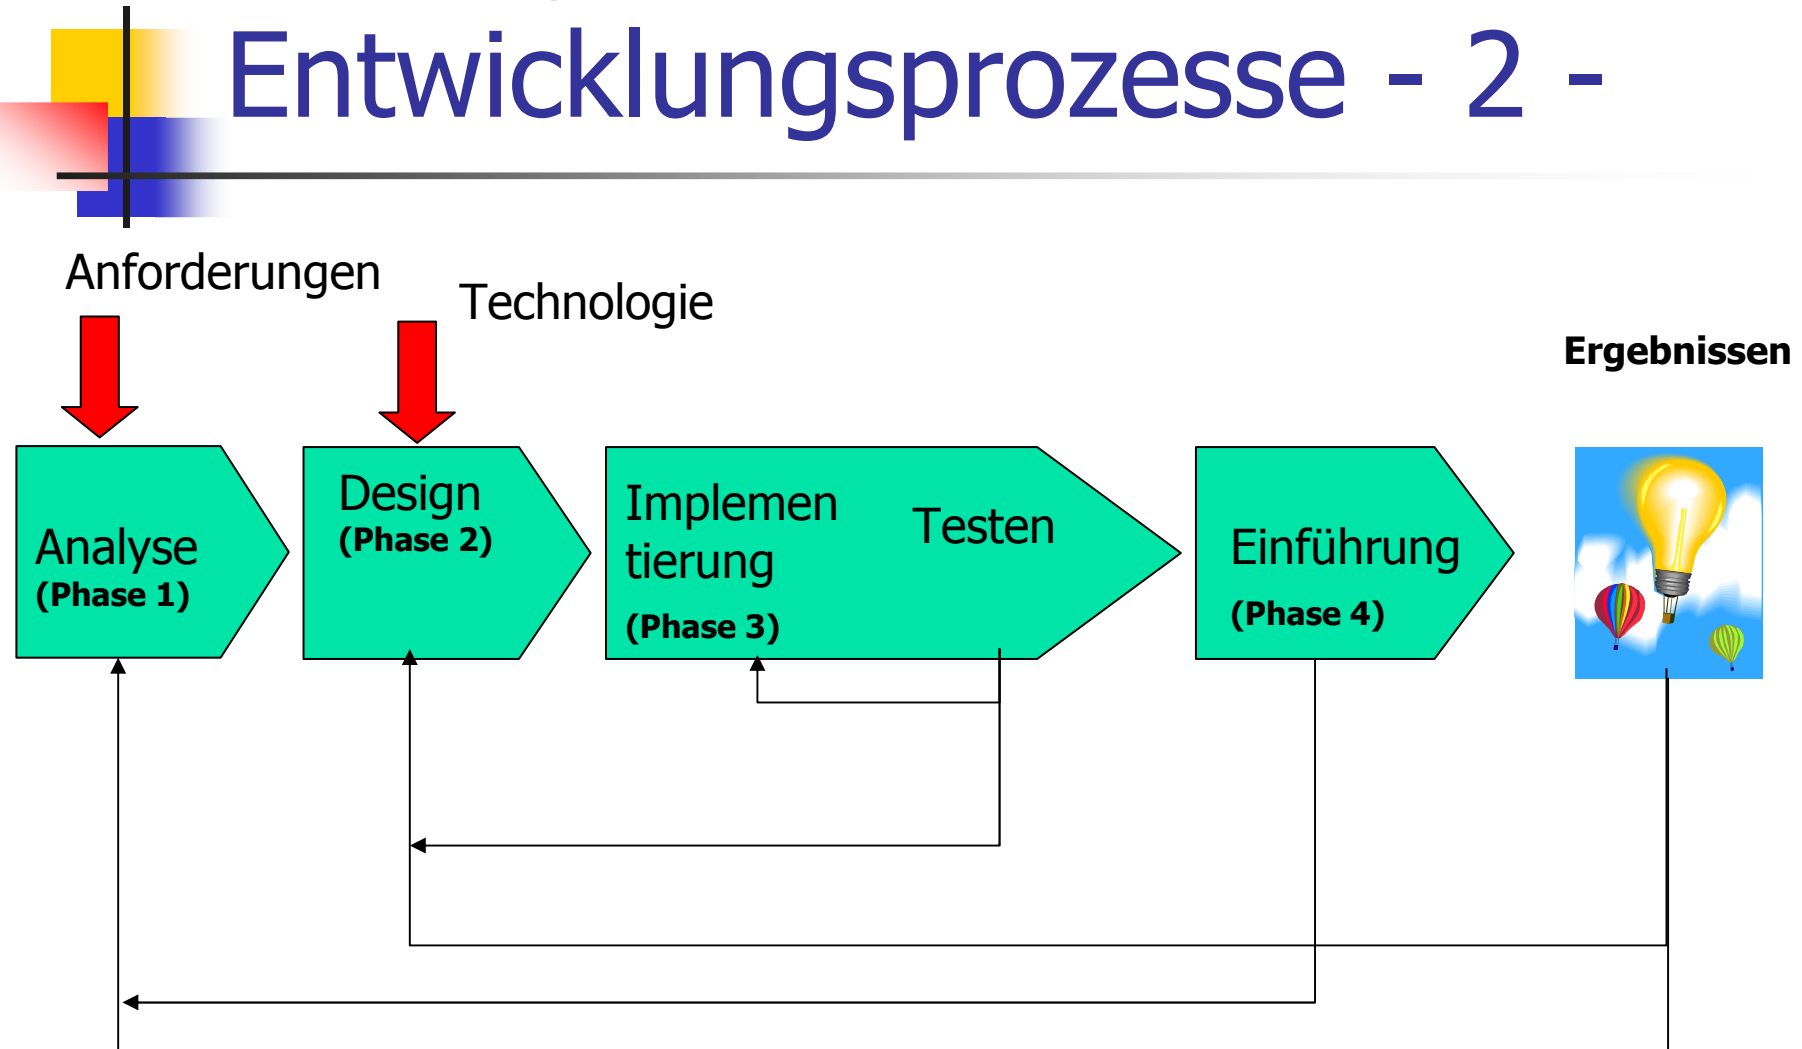 Entwicklungsprozesse - 2 -
Anforderungen
Technologie
Ergebnissen
Analyse
(Phase 1)
Design
(Phase 2)
Implemen
tierung
(Phase 3)
Testen
Einführung
(Phase 4)